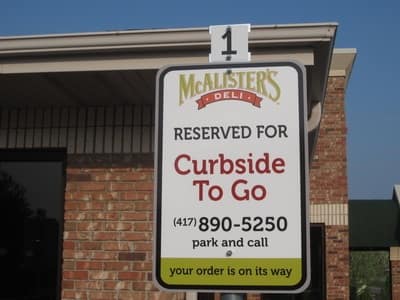 1
McALISTER'S
DELI
RESERVED FOR
Curbside
To Go
(417) 890-5250
park and call
your order is on its way